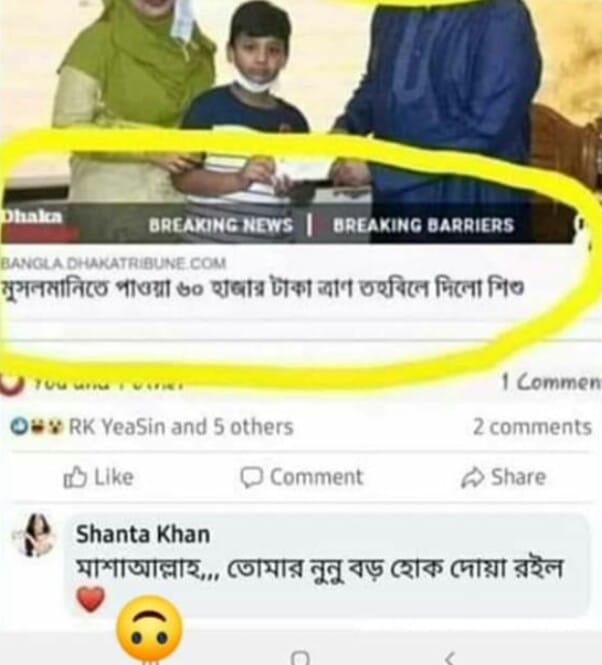 Dhaka
BREAKING NEWS | BREAKING BARRIERS
BANGLA.DHAKATRIBUNE.COM
মুসলমানিতে পাওয়া ৬০ হাজার টাকা ত্রাণ তহবিলে দিলো শিশু
1 Commen
RK YeaSin and 5 others
2 comments
Like
Comment
Share
Shanta Khan
মাশাআল্লাহ,,, তোমার নুনু বড় হোক দোয়া রইল